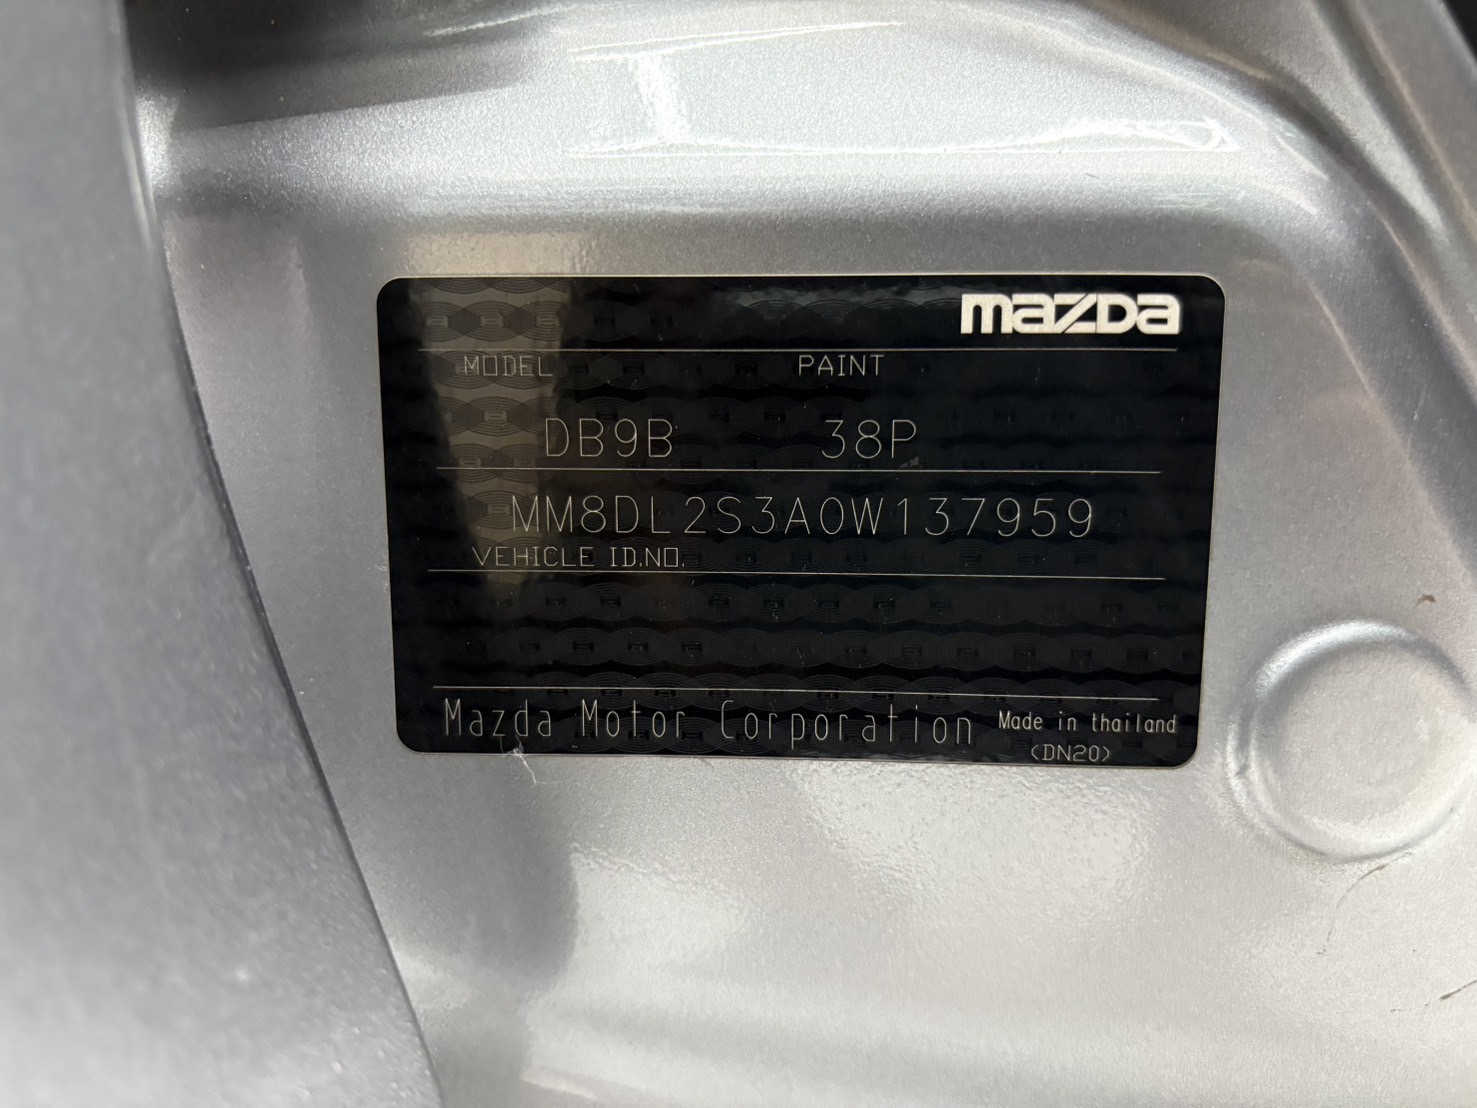 mazda
MODEL PAINT
DB9B 38P
MM8DL2S3A0W137959
VEHICLE ID.NO.
Mazda Motor Corporation Made in thailand
<DN20>